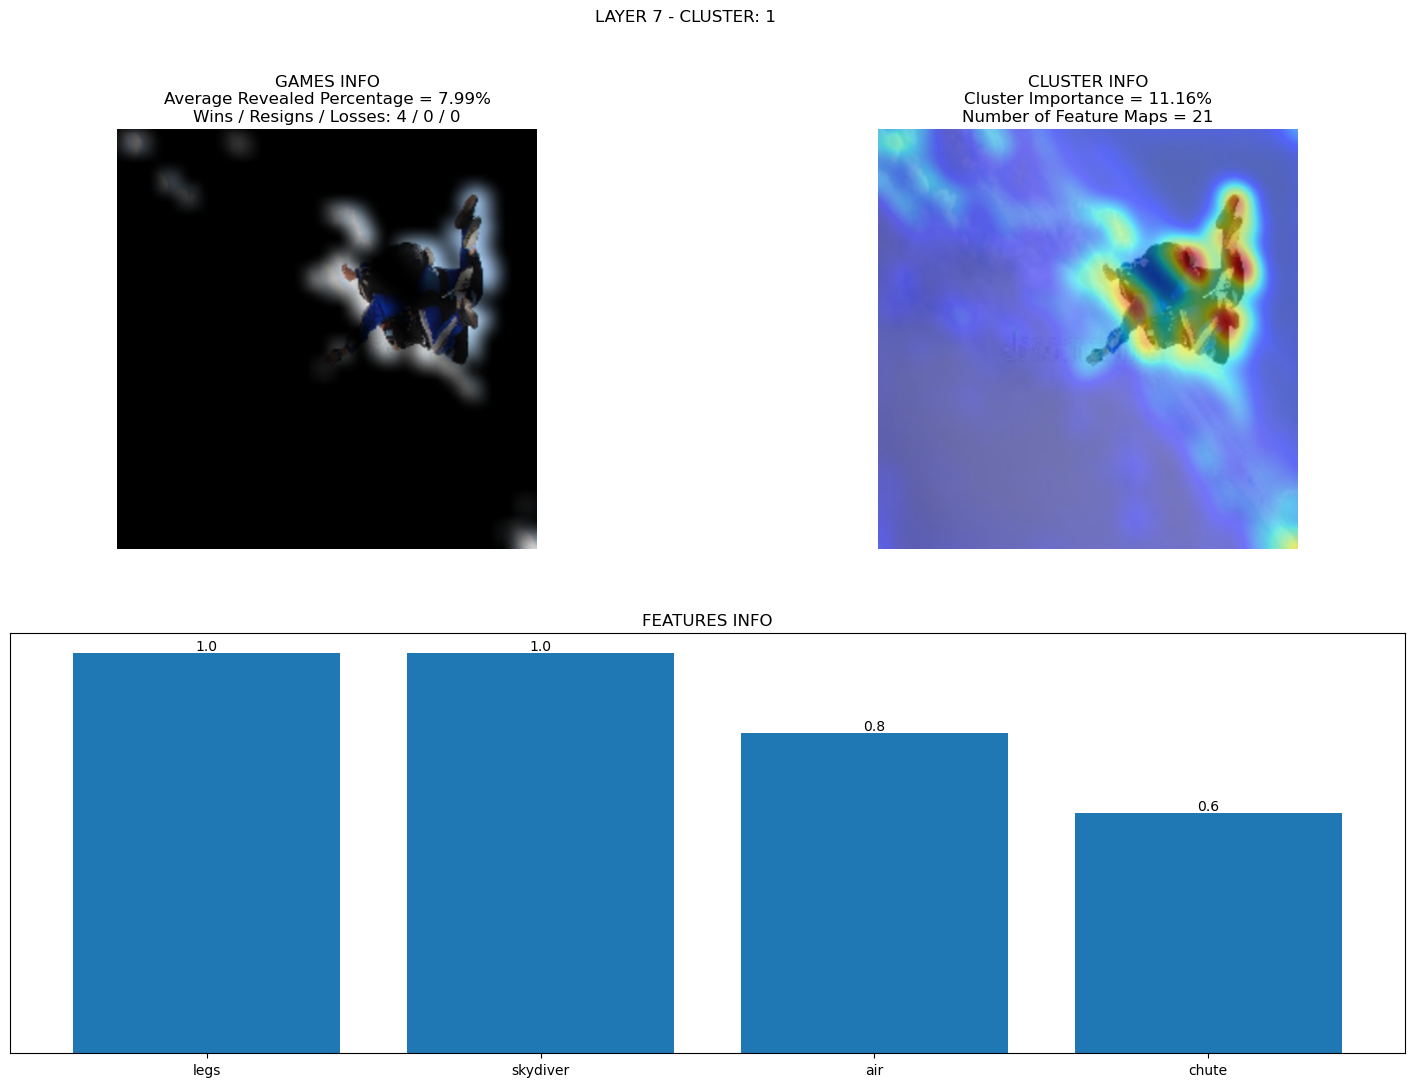 LAYER 7 - CLUSTER: 1
GAMES INFO
Average Revealed Percentage = 7.99%
Wins / Resigns / Losses: 4 / 0 / 0
CLUSTER INFO
Cluster Importance = 11.16%
Number of Feature Maps = 21
FEATURES INFO
1.0
1.0
0.8
0.6
legs
skydiver
air
chute